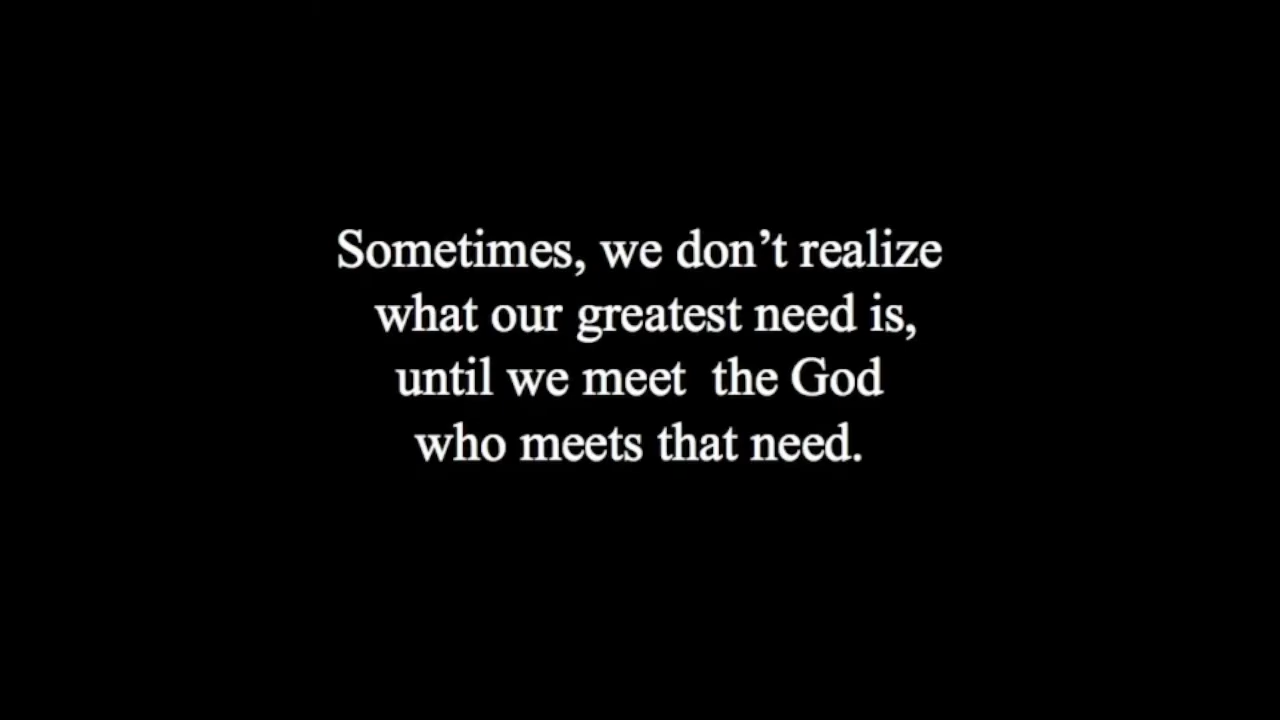 Sometimes, we don’t realize
what our greatest need is,
until we meet  the God
who meets that need.